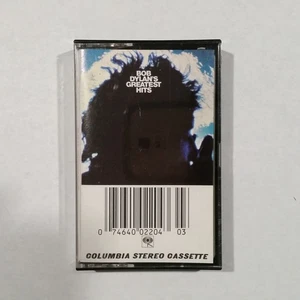 BOB
DYLAN'S
GREATEST
HITS
0 74640 02204 03
COLUMBIA STEREO CASSETTE